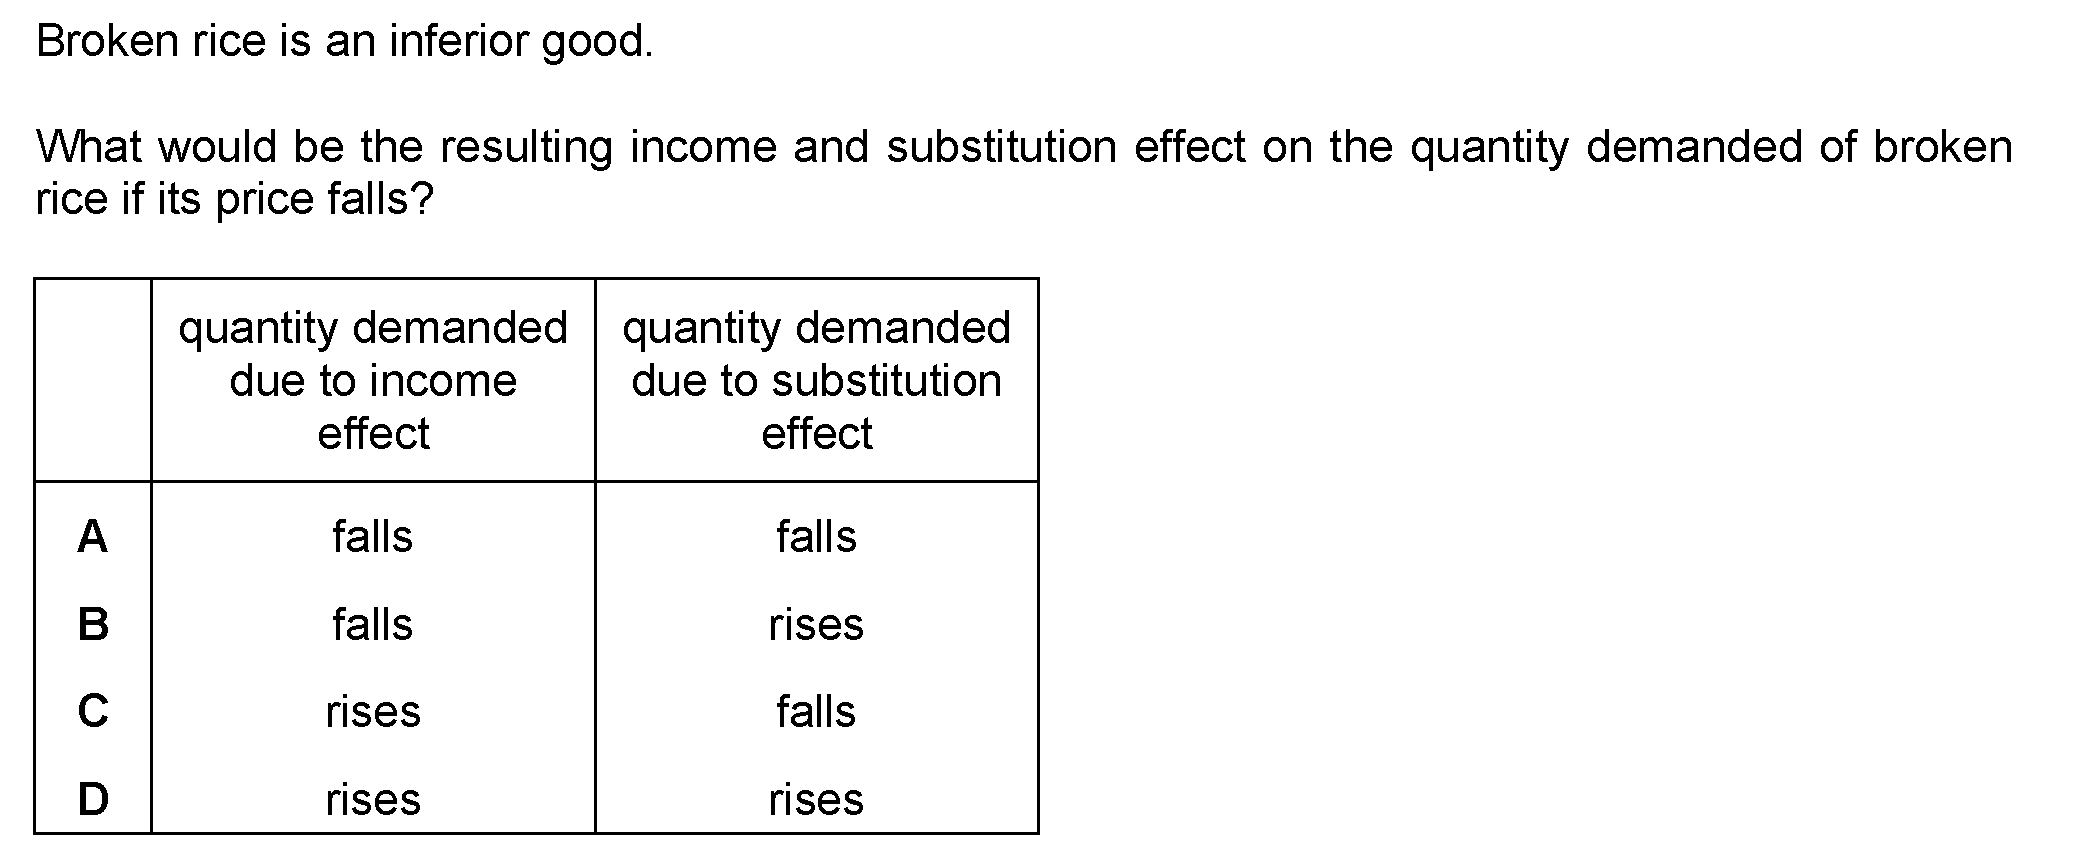 Broken rice is an inferior good.
What would be the resulting income and substitution effect on the quantity demanded of broken
rice if its price falls?
quantity demanded due to income effect
quantity demanded due to substitution effect
A falls falls
B falls rises
C rises falls
D rises rises